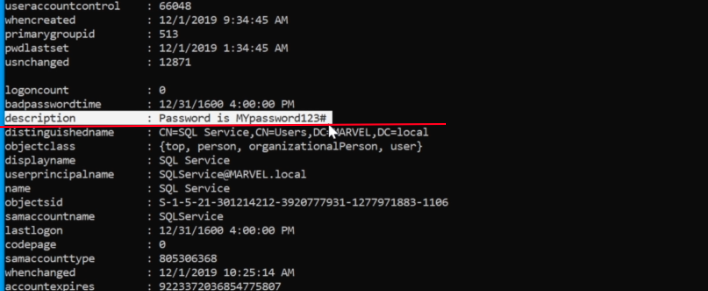 useraccountcontrol : 66048
whencreated : 12/1/2019 9:34:45 AM
primarygroupid : 513
pwdlastset : 12/1/2019 1:34:45 AM
usnchanged : 12871
logoncount : 0
badpasswordtime : 12/31/1600 4:00:00 PM
description : Password is MYpassword123#
distinguishedname : CN=SQL Service,CN=Users,DC=MARVEL,DC=local
objectclass : {top, person, organizationalPerson, user}
displayname : SQL Service
userprincipalname : SQLService@MARVEL.local
name : SQL Service
objectsid : S-1-5-21-301214212-3920777931-1277971883-1106
samaccountname : SQLService
lastlogon : 12/31/1600 4:00:00 PM
codepage : 0
samaccounttype : 805306368
whenchanged : 12/1/2019 10:25:14 AM
accountexpires : 9223372036854775807